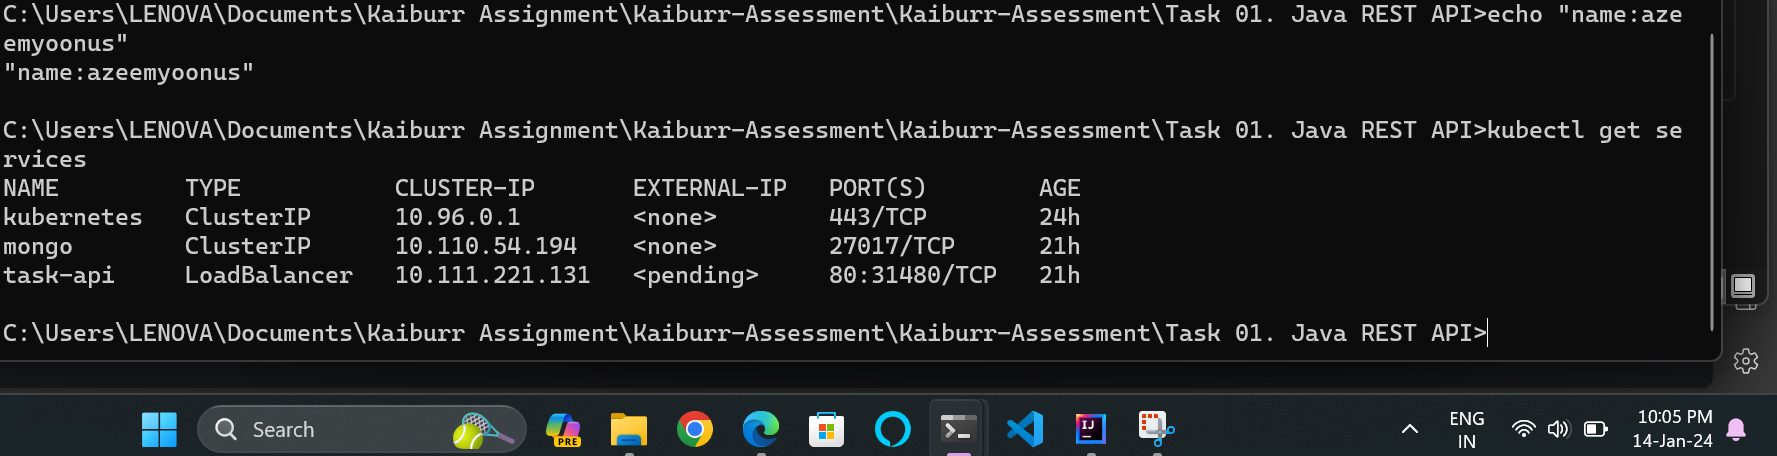 C:\Users\LENOVA\Documents\Kaiburr Assignment\Kaiburr-Assessment\Kaiburr-Assessment\Task 01. Java REST API>echo "name:aze
emyoonus"
"name:azeemyoonus"
C:\Users\LENOVA\Documents\Kaiburr Assignment\Kaiburr-Assessment\Kaiburr-Assessment\Task 01. Java REST API>kubectl get se
rvices
NAME TYPE CLUSTER-IP EXTERNAL-IP PORT(S) AGE
kubernetes ClusterIP 10.96.0.1 <none> 443/TCP 24h
mongo ClusterIP 10.110.54.194 <none> 27017/TCP 21h
task-api LoadBalancer 10.111.221.131 <pending> 80:31480/TCP 21h
C:\Users\LENOVA\Documents\Kaiburr Assignment\Kaiburr-Assessment\Kaiburr-Assessment\Task 01. Java REST API>
Search
PRE
IJ
ENG
IN
10:05 PM
14-Jan-24